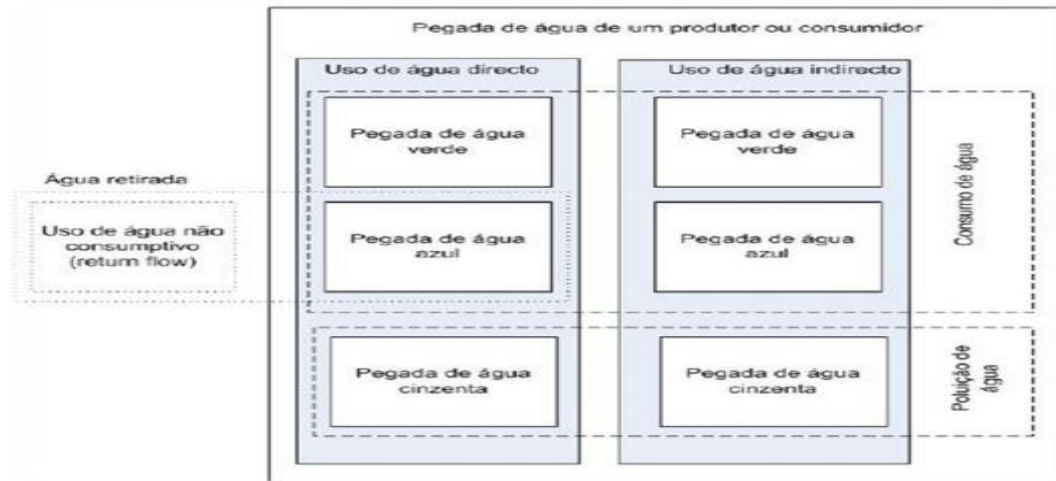 Pegada de água de um produtor ou consumidor
Uso de água directo
Uso de água indirecto
Pegada de água
verde
Pegada de água
verde
Água retirada
Uso de água não
consumptivo
(return flow)
Pegada de água
azul
Pegada de água
azul
Consumo de água
Pegada de água
cinzenta
Pegada de água
cinzenta
Poluição de
água